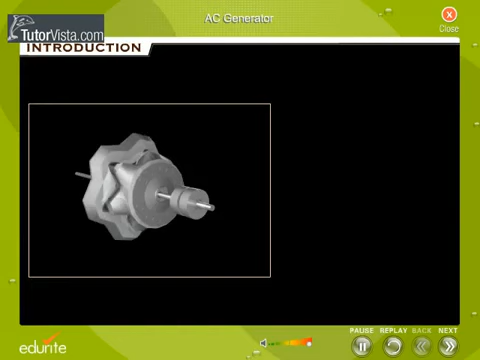 AC Generator
Close
TutorVista.com
INTRODUCTION
PAUSE REPLAY BACK NEXT
edurite